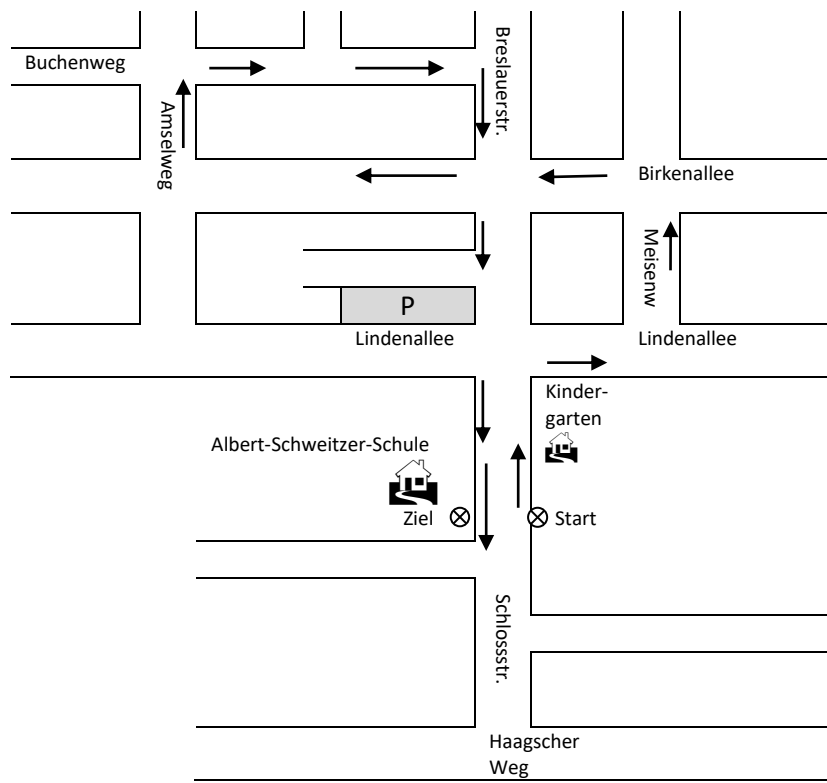 Buchenweg
Breslauerstr.
Amselweg
Birkenallee
Meisenw
P
Lindenallee
Lindenallee
Kinder-
garten
Albert-Schweitzer-Schule
Ziel
Start
Schlossstr.
Haagscher
Weg